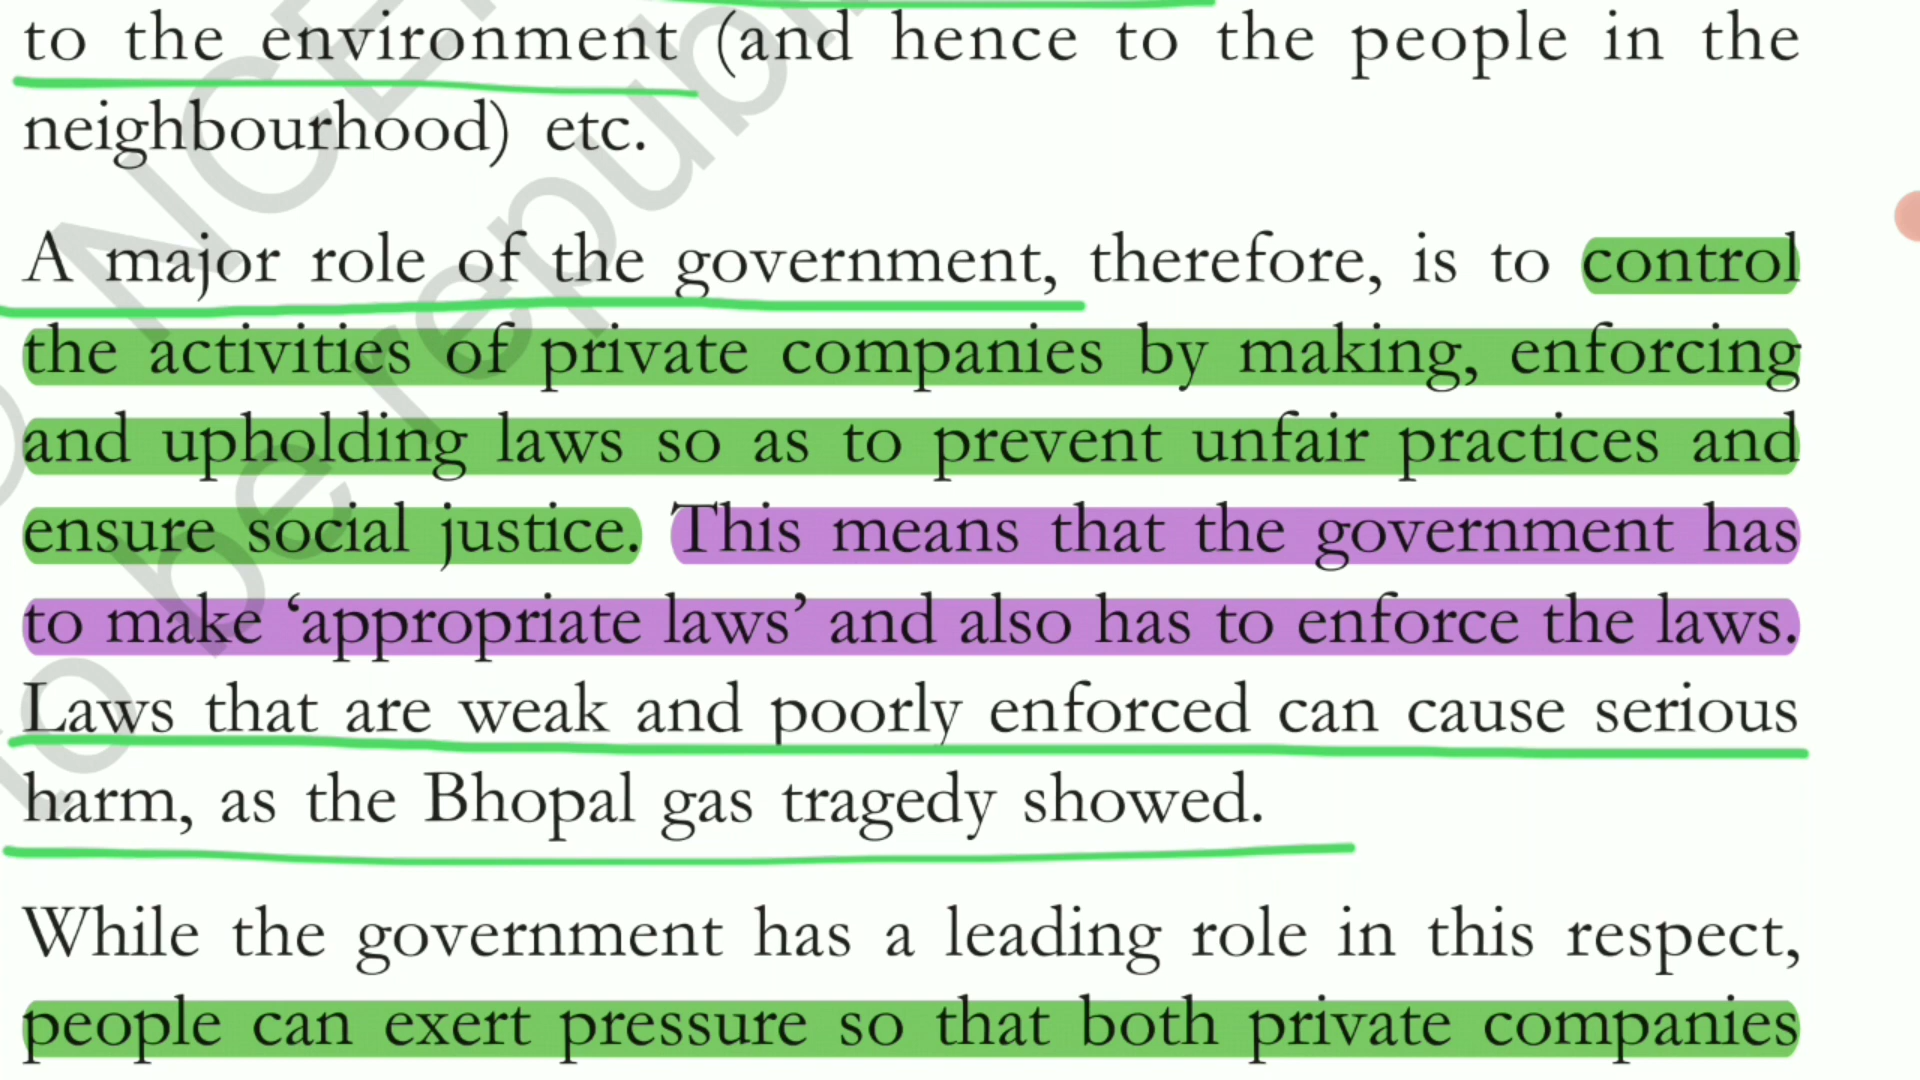 to the environment (and hence to the people in the
neighbourhood) etc.
A major role of the government, therefore, is to control
the activities of private companies by making, enforcing
and upholding laws so as to prevent unfair practices and
ensure social justice. This means that the government has
to make ‘appropriate laws’ and also has to enforce the laws.
Laws that are weak and poorly enforced can cause serious
harm, as the Bhopal gas tragedy showed.
While the government has a leading role in this respect,
people can exert pressure so that both private companies